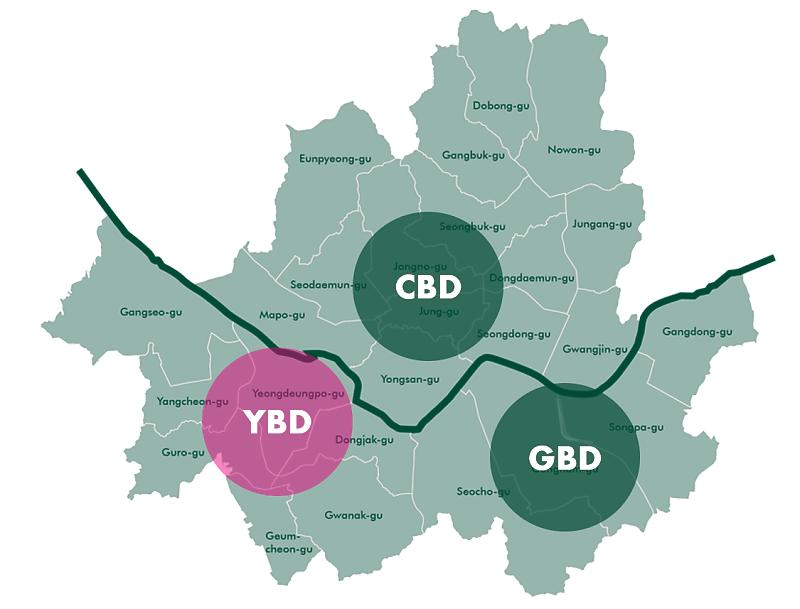 Dobong-gu
Nowon-gu
Gangbuk-gu
Eunpyeong-gu
Seongbuk-gu
Jungang-gu
Jongno-gu
CBD
Dongdaemun-gu
Seodaemun-gu
Jung-gu
Gangseo-gu
Mapo-gu
Seongdong-gu
Gwangjin-gu
Gangdong-gu
Yongsan-gu
Yeongdeungpo-gu
Yangcheon-gu
YBD
Dongjak-gu
Songpa-gu
Guro-gu
GBD
Seocho-gu
Gwanak-gu
Geum-
cheon-gu